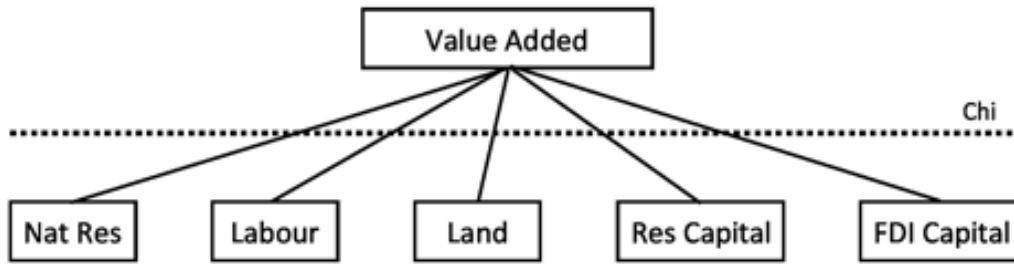 Value Added
Chi
Nat Res
Labour
Land
Res Capital
FDI Capital